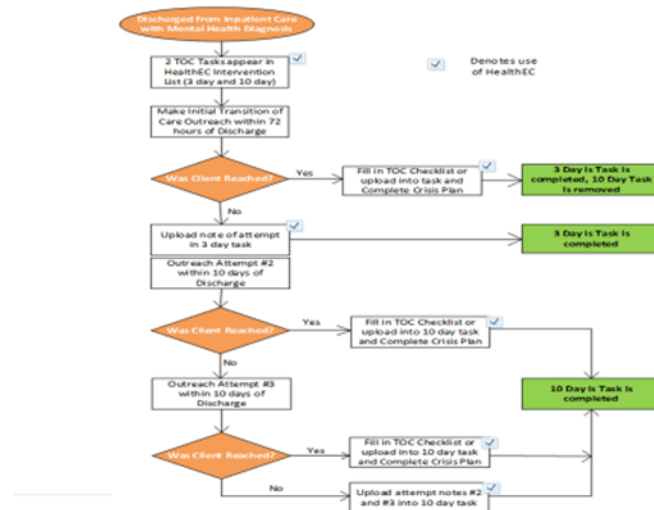 Discharged from Inpatient Care
with Mental Health Diagnosis
2 TOC Tasks appear in
HealthEC Intervention
List (3 day and 10 day)
Denotes use
of HealthEC
Make Initial Transition of
Care Outreach within 72
hours of Discharge
Was Client Reached?
Yes
Fill in TOC Checklist or
upload into task and
Complete Crisis Plan
3 Day Is Task Is
completed, 10 Day Task
Is removed
No
Upload note of attempt
in 3 day task
3 Day Is Task Is
completed
Outreach Attempt #2
within 10 days of
Discharge
Was Client Reached?
Yes
Fill in TOC Checklist or
upload into 10 day task
and Complete Crisis Plan
No
Outreach Attempt #3
within 10 days of
Discharge
10 Day Is Task Is
completed
Was Client Reached?
Yes
Fill in TOC Checklist or
upload into 10 day task
and Complete Crisis Plan
No
Upload attempt notes #2
and #3 into 10 day task